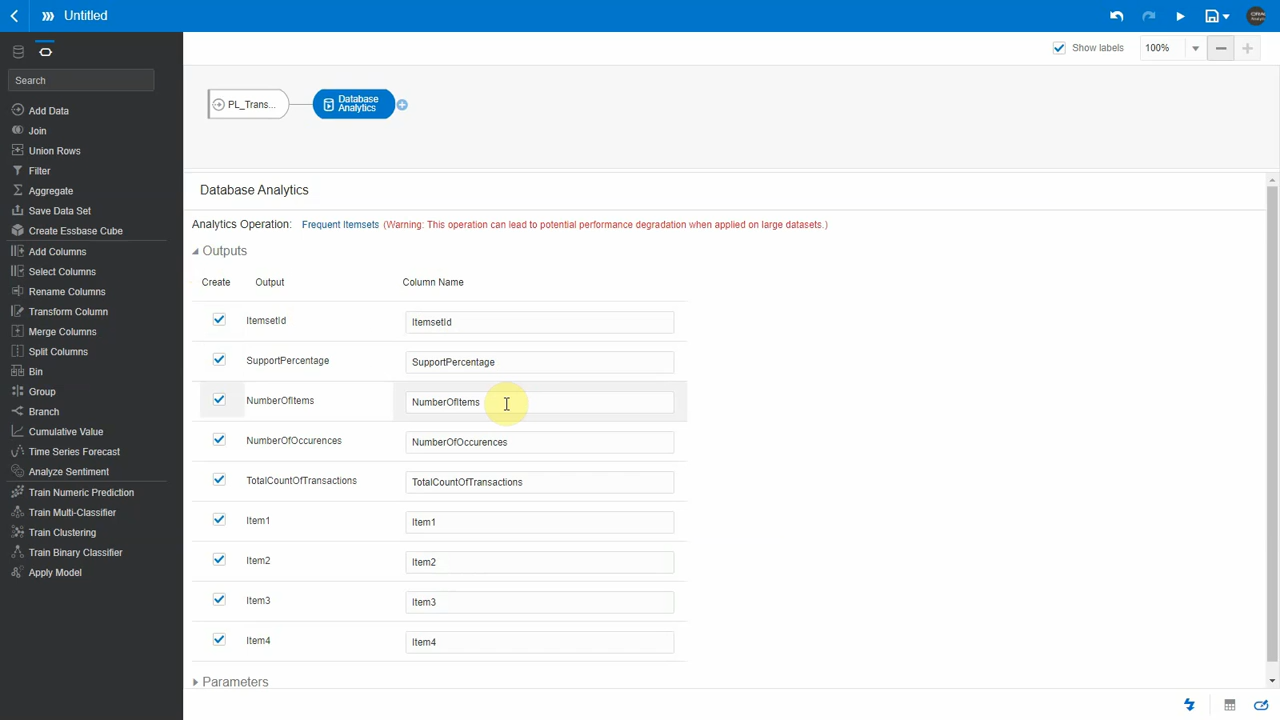 Untitled
Show labels
100%
Search
Add Data
Join
Union Rows
Filter
Aggregate
Save Data Set
Create Essbase Cube
Add Columns
Select Columns
Rename Columns
Transform Column
Merge Columns
Split Columns
Bin
Group
Branch
Cumulative Value
Time Series Forecast
Analyze Sentiment
Train Numeric Prediction
Train Multi-Classifier
Train Clustering
Train Binary Classifier
Apply Model
PL_Trans...
Database
Analytics
Database Analytics
Analytics Operation: Frequent Itemsets (Warning: This operation can lead to potential performance degradation when applied on large datasets.)
Outputs
Create Output Column Name
ItemsetId ItemsetId
SupportPercentage SupportPercentage
NumberOfItems NumberOfItems
NumberOfOccurences NumberOfOccurences
TotalCountOfTransactions TotalCountOfTransactions
Item1 Item1
Item2 Item2
Item3 Item3
Item4 Item4
Parameters